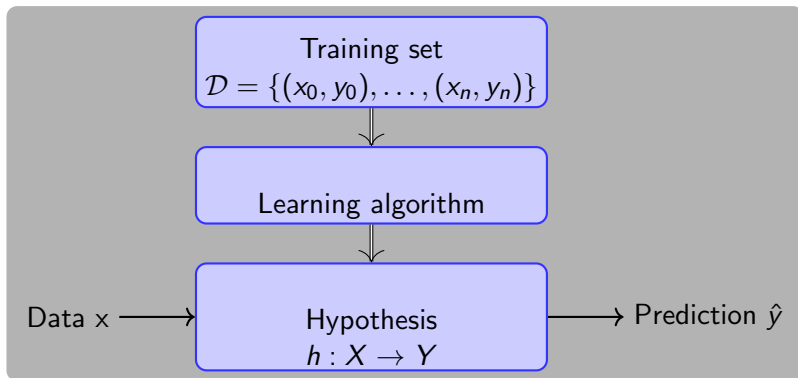 Training set
𝒟 = {(x₀, y₀), . . . , (xₙ, yₙ)}
Learning algorithm
Data x
Hypothesis
h : X → Y
Prediction ŷ